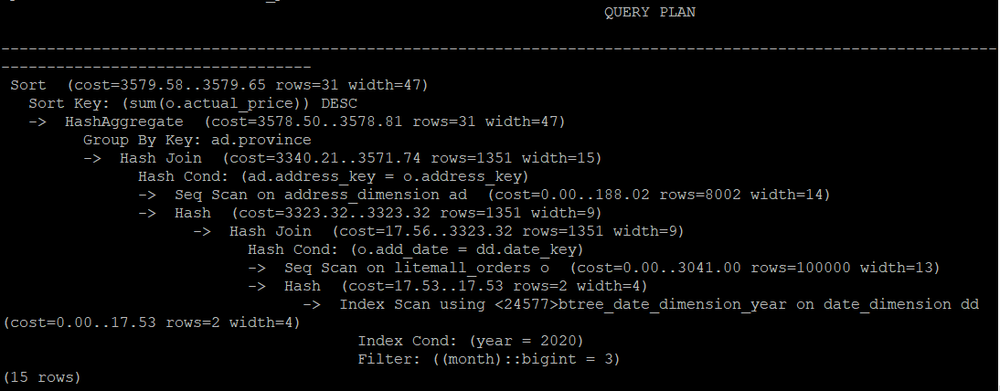 QUERY PLAN
-------------------------------------------------------------------------------------------------------------
----------------------------------
Sort  (cost=3579.58..3579.65 rows=31 width=47)
  Sort Key: (sum(o.actual_price)) DESC
  ->  HashAggregate  (cost=3578.50..3578.81 rows=31 width=47)
        Group By Key: ad.province
        ->  Hash Join  (cost=3340.21..3571.74 rows=1351 width=15)
              Hash Cond: (ad.address_key = o.address_key)
              ->  Seq Scan on address_dimension ad  (cost=0.00..188.02 rows=8002 width=14)
              ->  Hash  (cost=3323.32..3323.32 rows=1351 width=9)
                    ->  Hash Join  (cost=17.56..3323.32 rows=1351 width=9)
                          Hash Cond: (o.add_date = dd.date_key)
                          ->  Seq Scan on litemall_orders o  (cost=0.00..3041.00 rows=100000 width=13)
                          ->  Hash  (cost=17.53..17.53 rows=2 width=4)
                                ->  Index Scan using <24577>btree_date_dimension_year on date_dimension dd
(cost=0.00..17.53 rows=2 width=4)
                                      Index Cond: (year = 2020)
                                      Filter: ((month)::bigint = 3)
(15 rows)